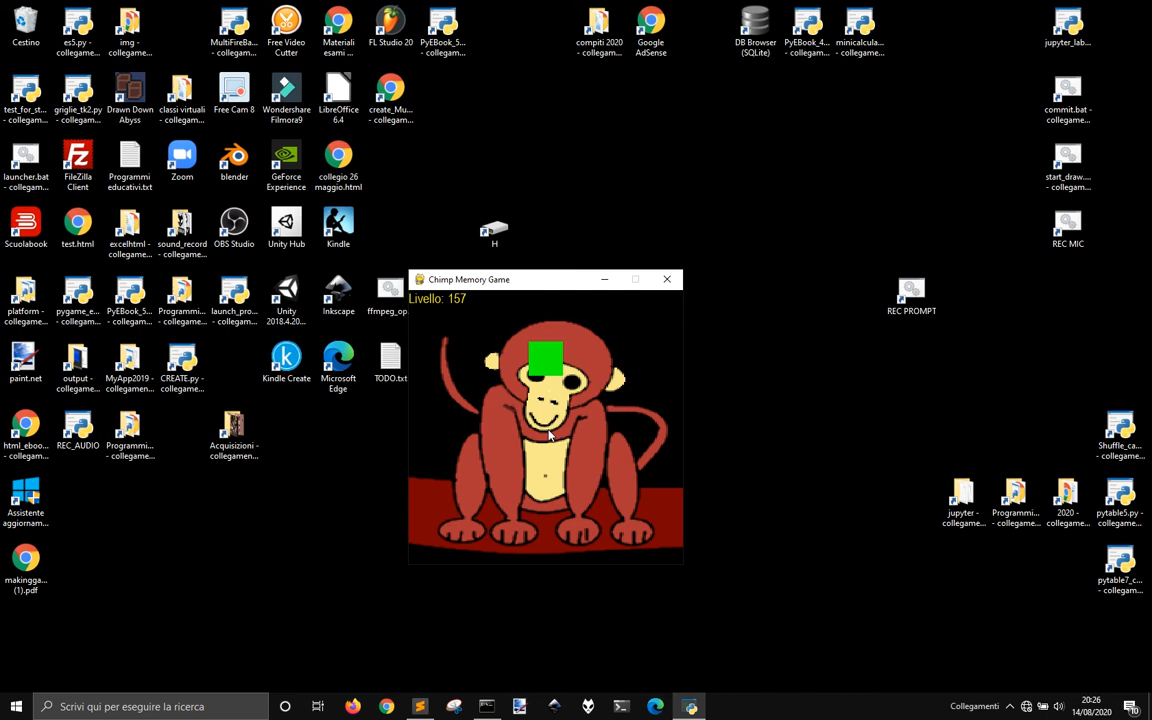 Cestino
es5.py -
collegame...
img -
collegame...
MultiFireBa...
- collegam...
Free Video
Cutter
Materiali
esami ...
FL Studio 20
PyEBook_5...
- collegam...
compiti 2020
- collegam...
Google
AdSense
DB Browser
(SQLite)
PyEBook_4...
- collegam...
minicalcula...
- collegam...
jupyter_lab...
test_for_st...
- collegam...
griglie_tk2.py
- collegam...
Drawn Down
Abyss
classi virtuali
- collegam...
Free Cam 8
Wondershare
Filmora9
LibreOffice
6.4
create_Mu...
- collegam...
commit.bat -
collegame...
launcher.bat
- collegam...
FileZilla
Client
Programmi
educativi.txt
Zoom
blender
GeForce
Experience
collegio 26
maggio.html
start_draw....
- collegam...
Scuolabook
test.html
excelhtml -
collegame...
sound_record
- collegam...
OBS Studio
Unity Hub
Kindle
H
REC MIC
Chimp Memory Game
Livello: 157
platform -
collegame...
pygame_e...
- collegam...
PyEBook_5...
- collegam...
Programmi...
- collegam...
launch_pro...
- collegam...
Unity
2018.4.20...
Inkscape
ffmpeg_op
REC PROMPT
paint.net
output -
collegame...
MyApp2019 -
collegamen...
CREATE.py -
collegame...
Kindle Create
Microsoft
Edge
TODO.txt
html_eboo...
- collegam...
REC_AUDIO
Programmi...
- collegame...
Acquisizioni -
collegamen...
Shuffle_ca...
- collegame...
Assistente
aggiornam...
jupyter -
collegam...
Programmi...
- collegame...
2020 -
collegame...
pytable5.py -
collegame...
makingga...
(1).pdf
pytable7_c...
- collegam...
Scrivi qui per eseguire la ricerca
Collegamenti
20:26
14/08/2020
10